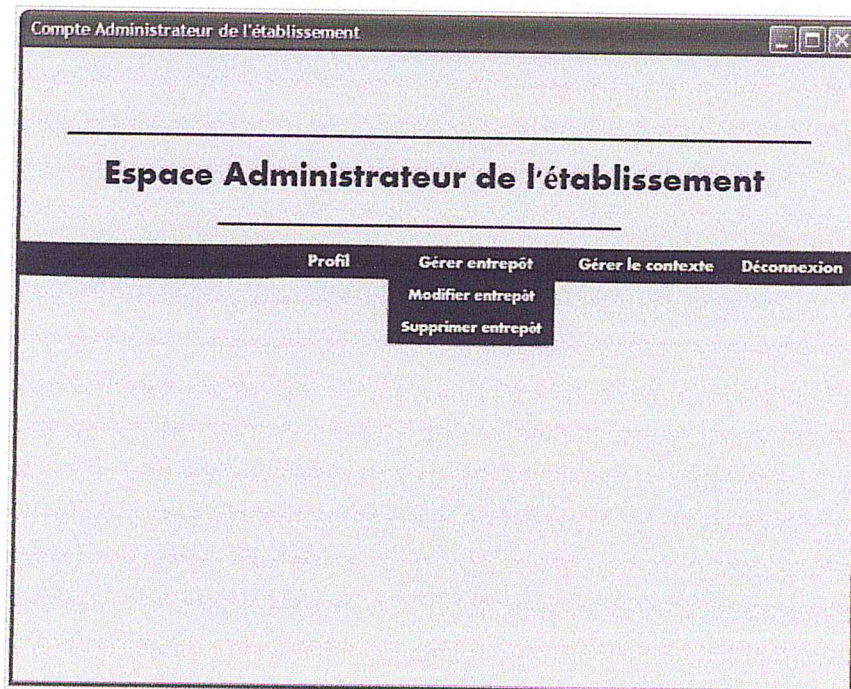 Compte Administrateur de l'établissement
Espace Administrateur de l'établissement
Profil Gérer entrepôt Gérer le contexte Déconnexion
Modifier entrepôt
Supprimer entrepôt